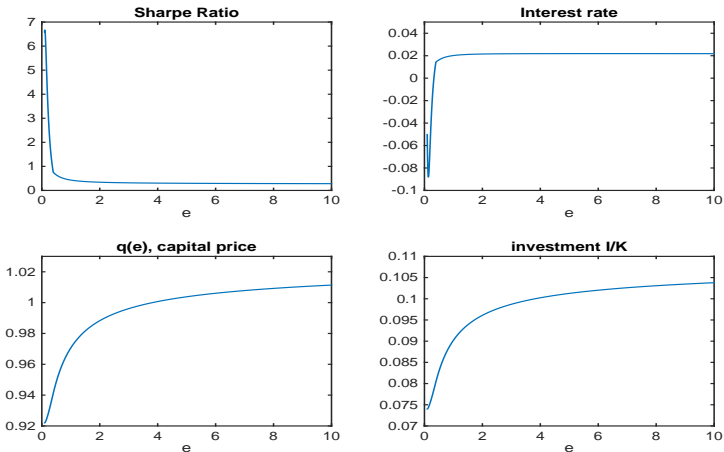 Sharpe Ratio
7
6
5
4
3
2
1
0
0 2 4 6 8 10
e
Interest rate
0.04
0.02
0
-0.02
-0.04
-0.06
-0.08
-0.1
0 2 4 6 8 10
e
q(e), capital price
1.02
1
0.98
0.96
0.94
0.92
0 2 4 6 8 10
e
investment I/K
0.11
0.105
0.1
0.095
0.09
0.085
0.08
0.075
0.07
0 2 4 6 8 10
e